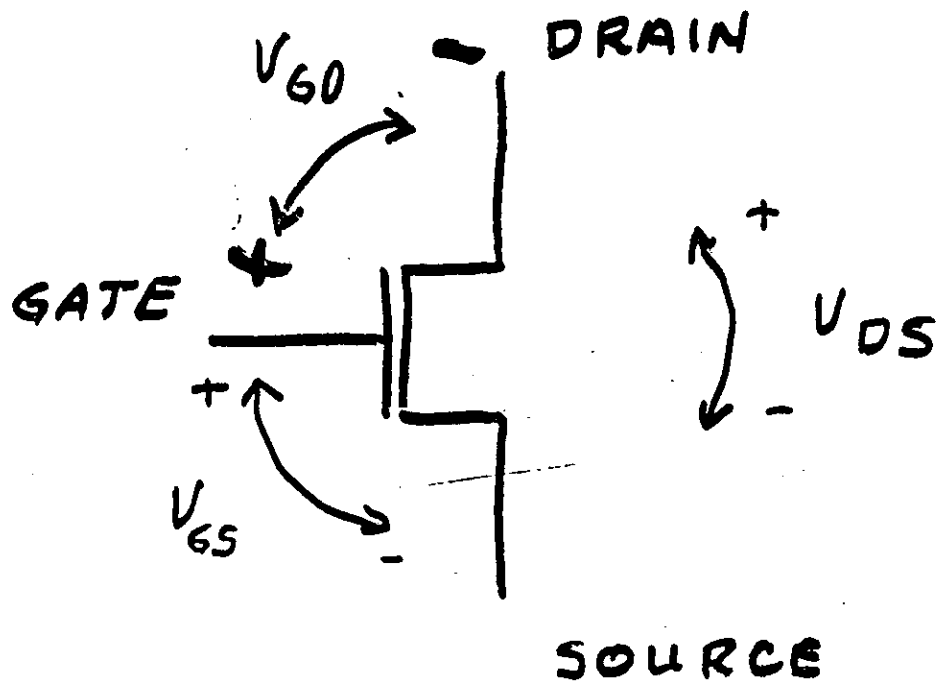 DRAIN
V_GD
-
+
+
GATE
V_DS
+
-
V_GS
-
SOURCE